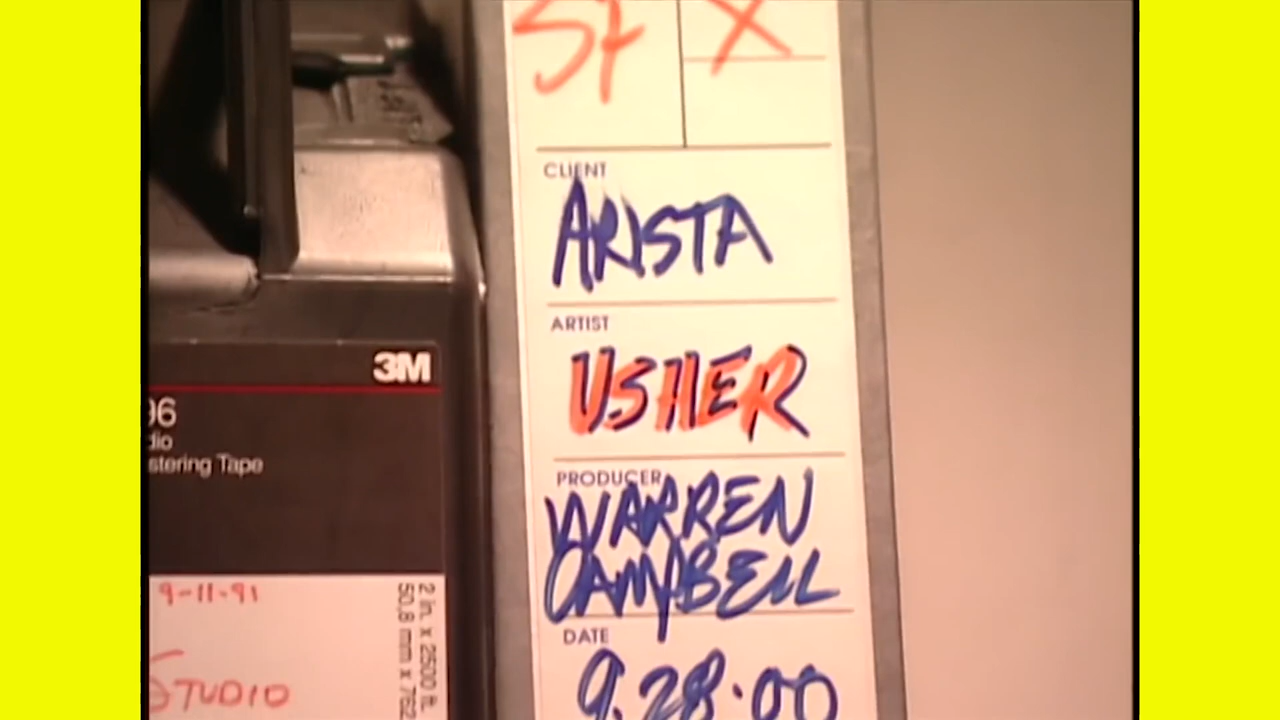 ST X
CLIENT
ARISTA
ARTIST
USHER
PRODUCER
WARREN
CAMPBELL
DATE
9.28.00
3M
96
dio
stering Tape
9-11-91
STUDIO
2 in. x 2500 ft.
50,8 mm x 762